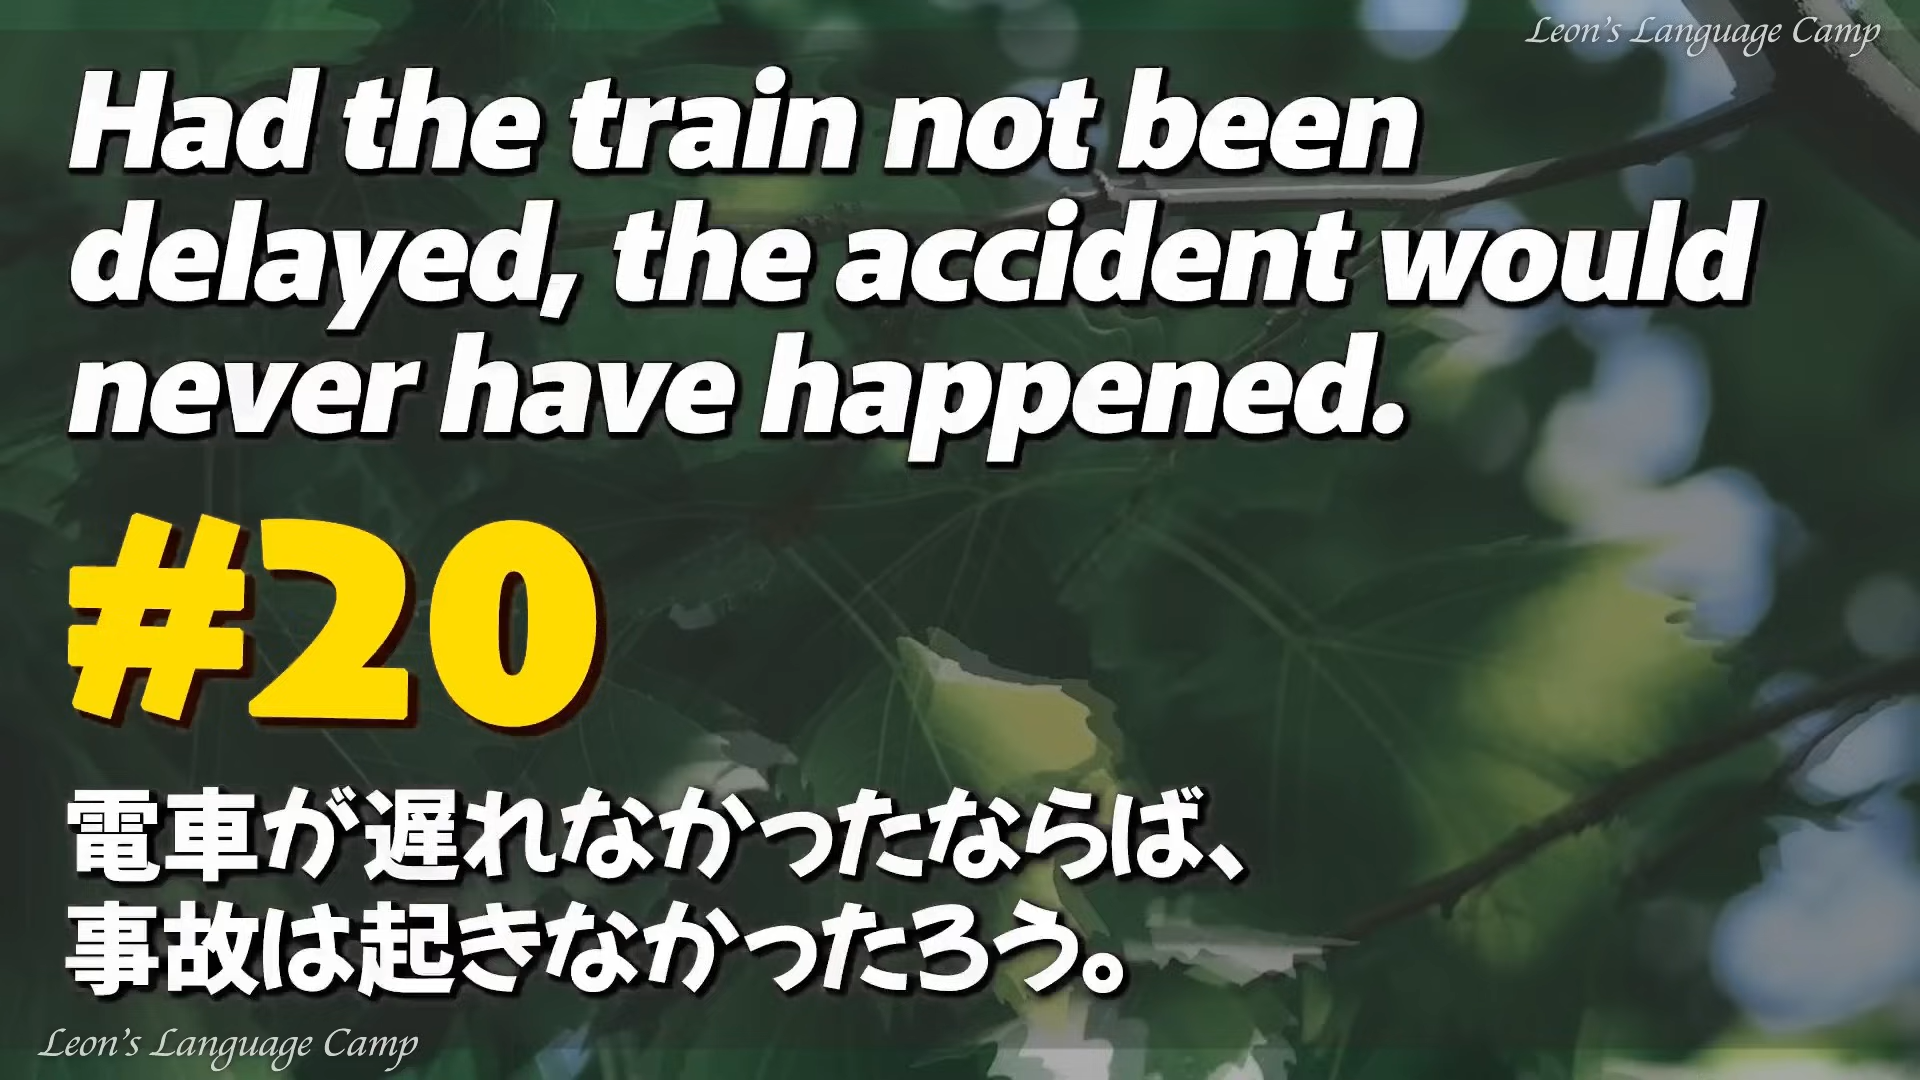 Leon's Language Camp
Had the train not been
delayed, the accident would
never have happened.
#20
電車が遅れなかったならば、
事故は起きなかったろう。
Leon's Language Camp